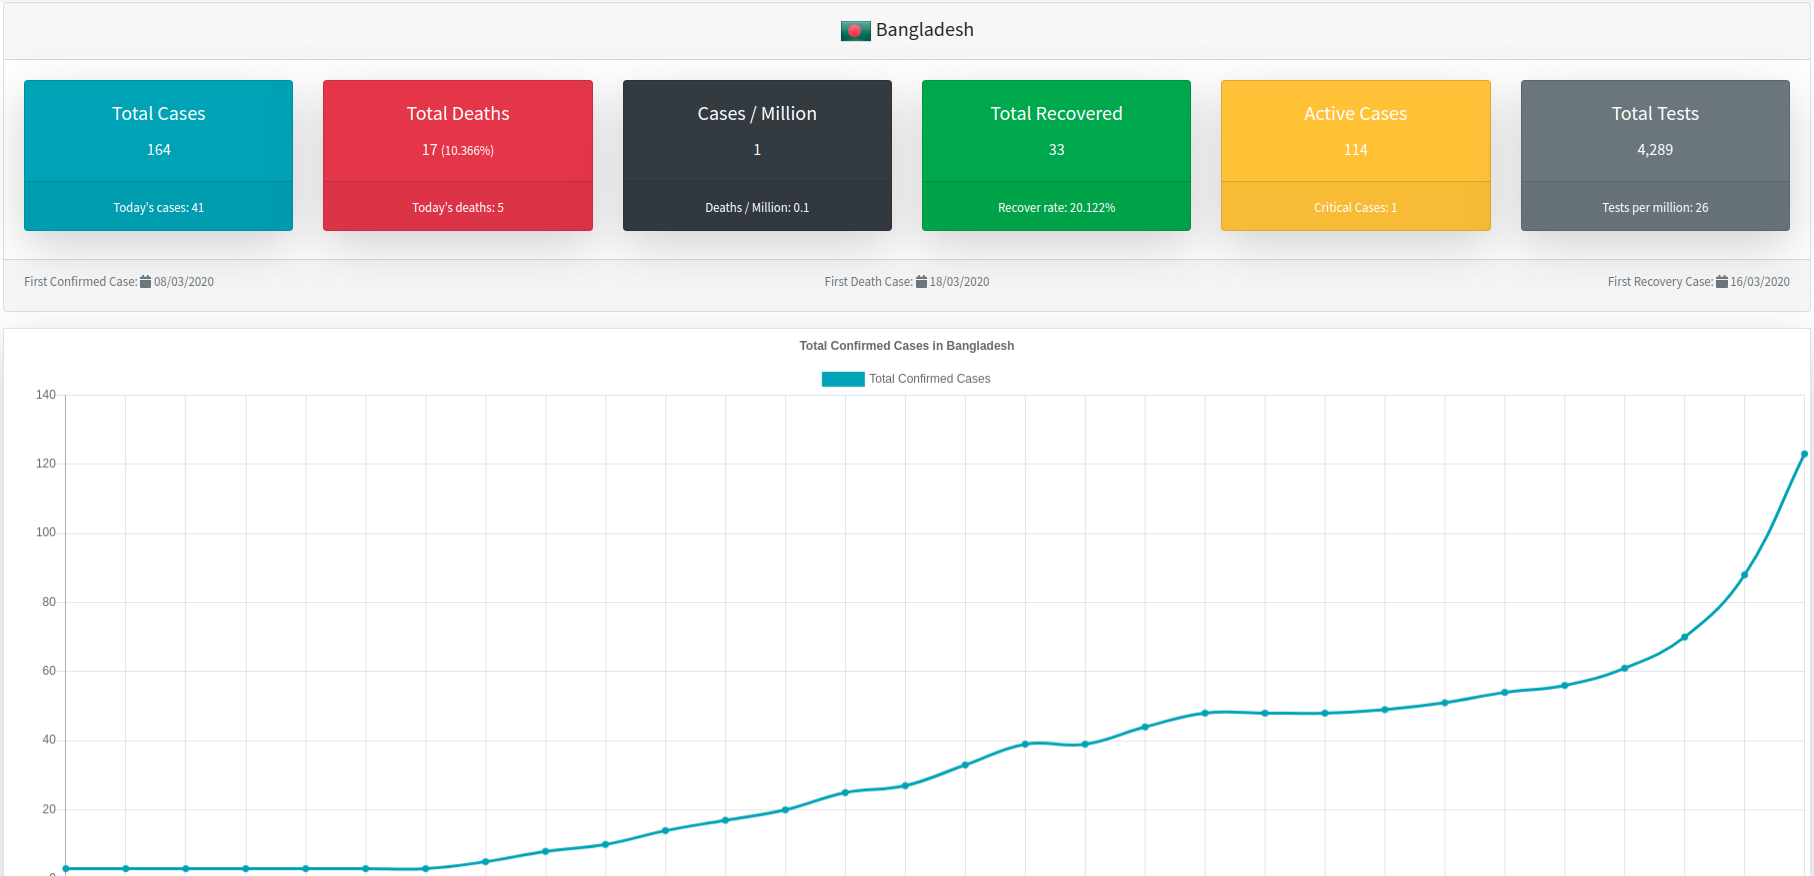 Bangladesh
Total Cases
164
Today's cases: 41
Total Deaths
17 (10.366%)
Today's deaths: 5
Cases / Million
1
Deaths / Million: 0.1
Total Recovered
33
Recover rate: 20.122%
Active Cases
114
Critical Cases: 1
Total Tests
4,289
Tests per million: 26
First Confirmed Case: 08/03/2020
First Death Case: 18/03/2020
First Recovery Case: 16/03/2020
Total Confirmed Cases in Bangladesh
Total Confirmed Cases
140
120
100
80
60
40
20